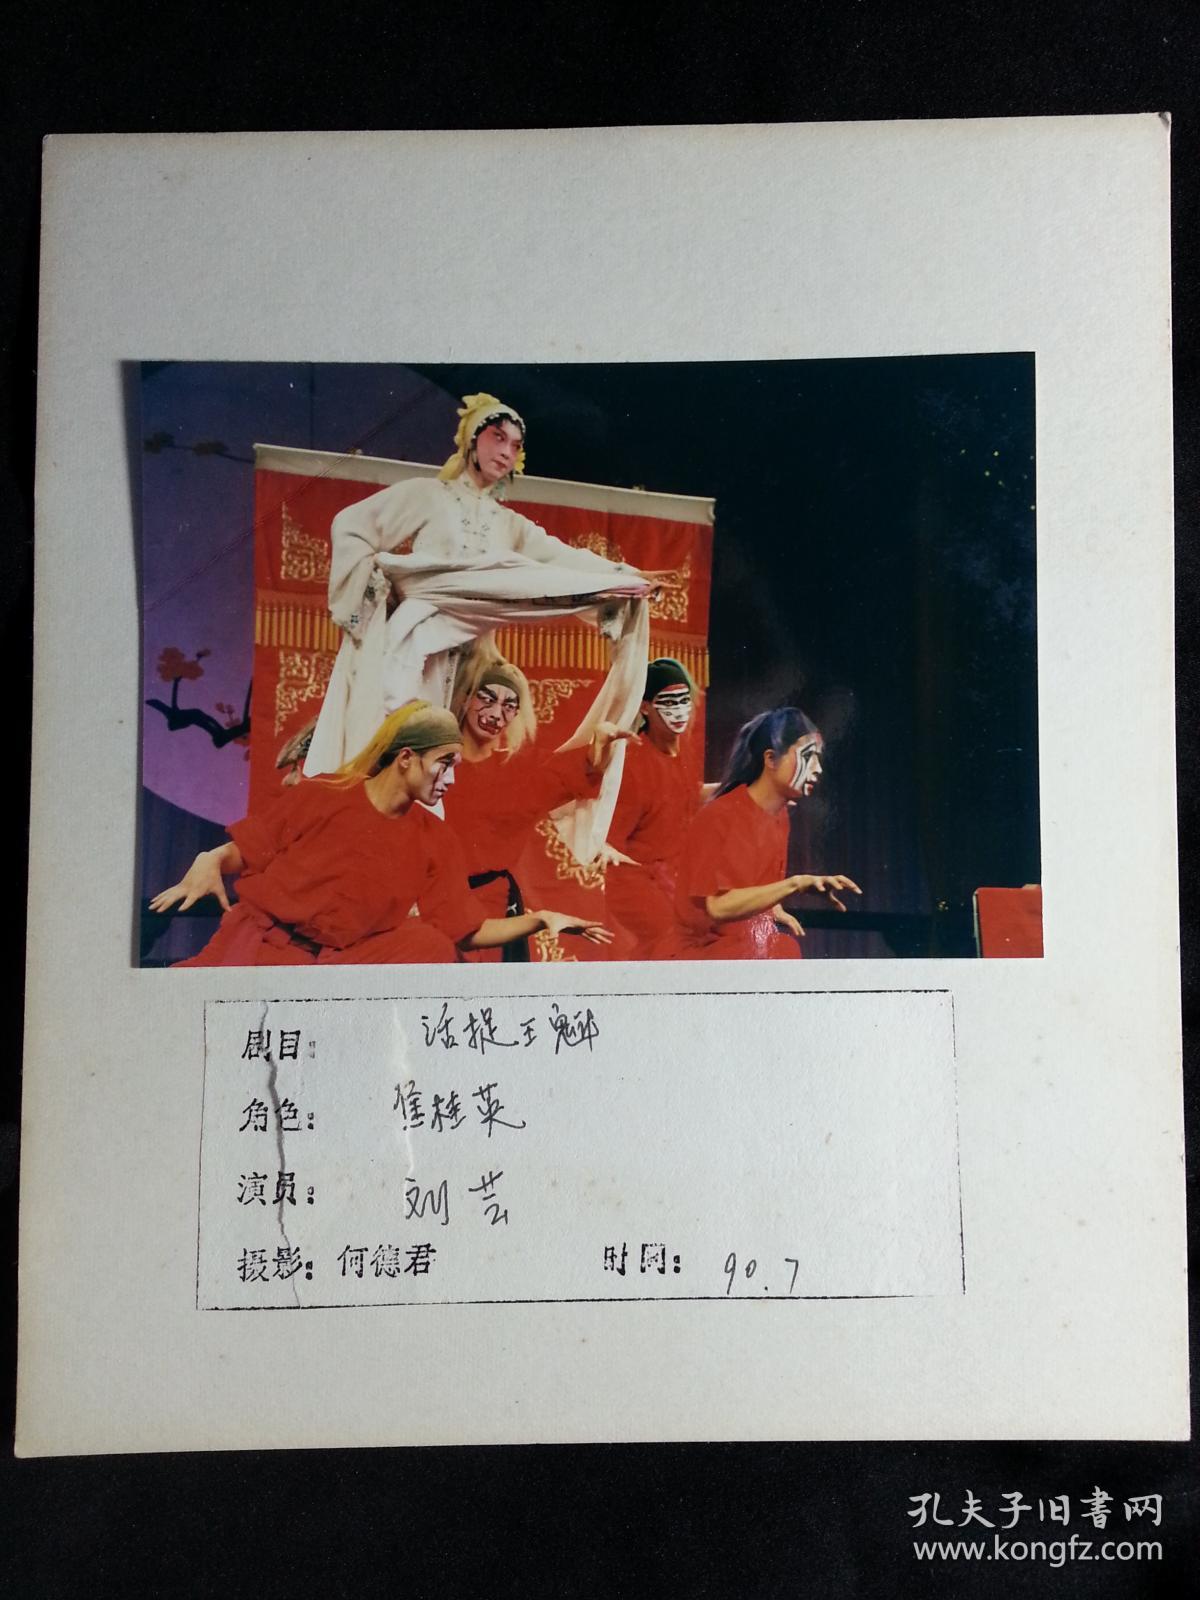 剧目： 活捉王魁
角色： 焦桂英
演员： 刘芸
摄影：何德君 时间： 90.7
孔夫子旧書网
www.kongfz.com